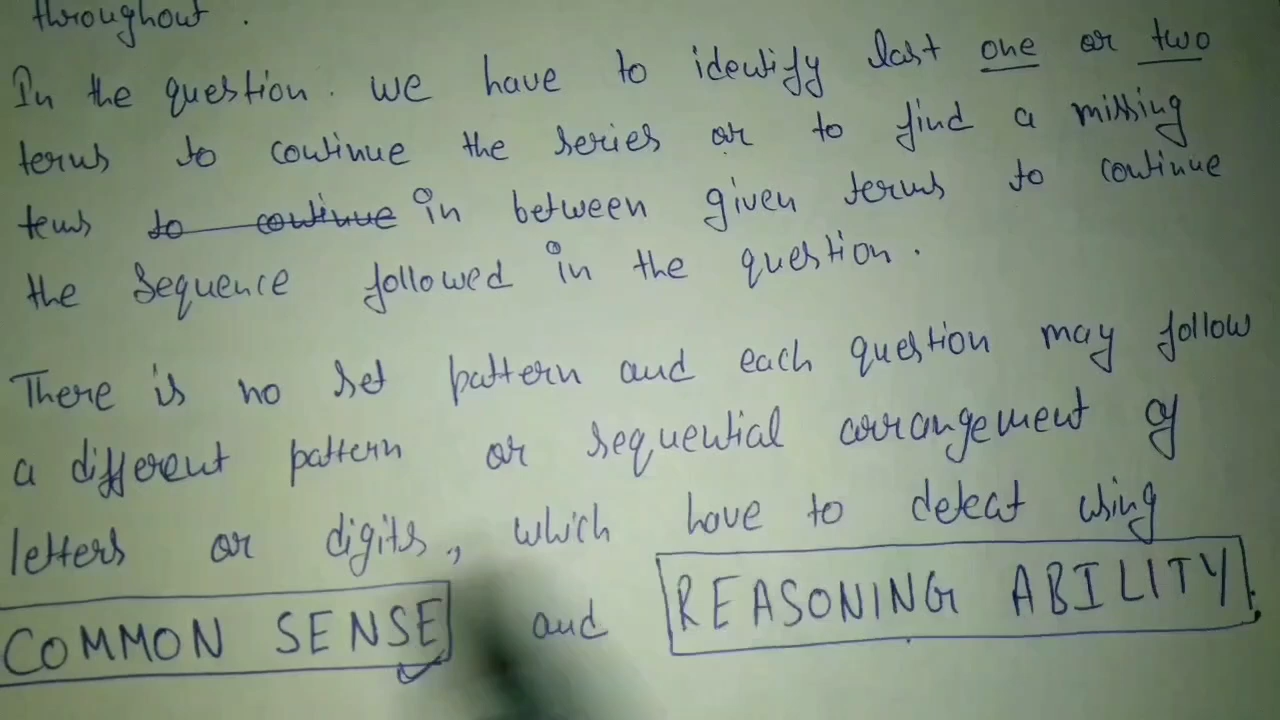 throughout.
In the question. we have to identify last one or two
terms to continue the series or to find a missing
tems to continue in between given terms to continue
the sequence followed in the question.
There is no set pattern and each question may follow
a different pattern or sequential arrangement of
letters or digits, which have to deteat using
COMMON SENSE and REASONING ABILITY.